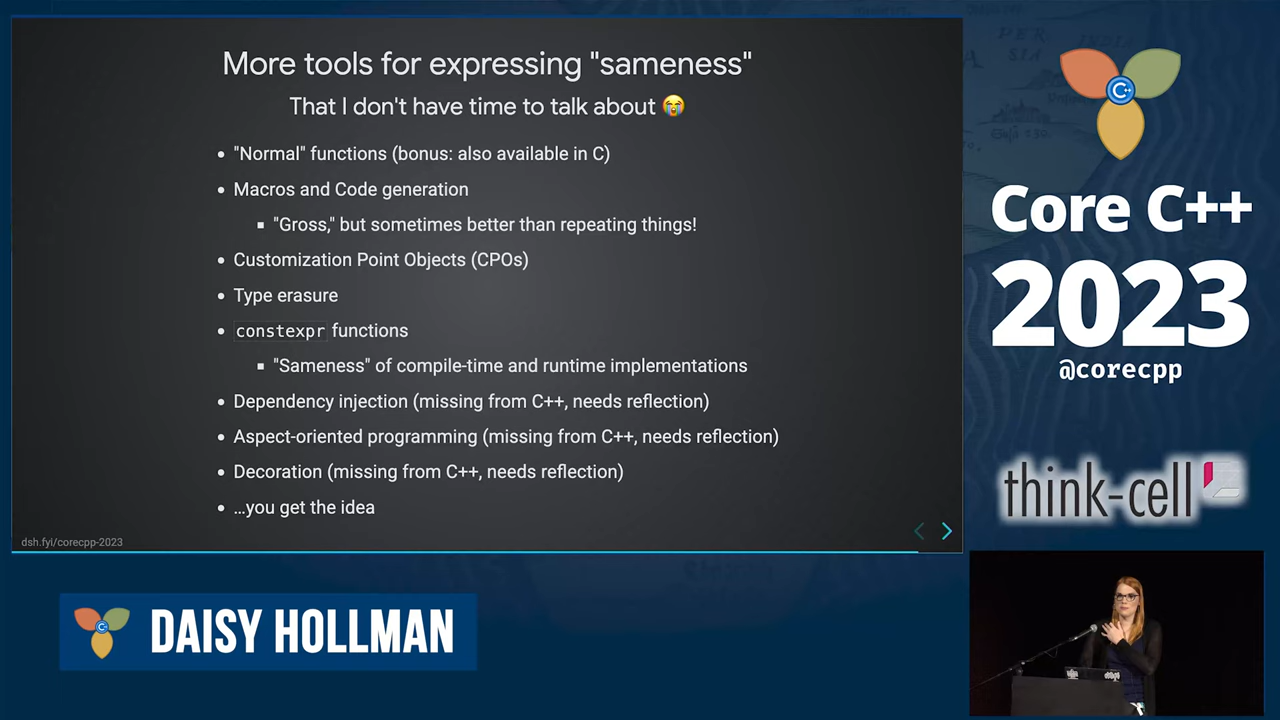 More tools for expressing "sameness"
That I don't have time to talk about 😭
• "Normal" functions (bonus: also available in C)
• Macros and Code generation
▪ "Gross," but sometimes better than repeating things!
• Customization Point Objects (CPOs)
• Type erasure
• constexpr functions
▪ "Sameness" of compile-time and runtime implementations
• Dependency injection (missing from C++, needs reflection)
• Aspect-oriented programming (missing from C++, needs reflection)
• Decoration (missing from C++, needs reflection)
• …you get the idea
dsh.fyi/corecpp-2023
C++
Core C++
2023
@corecpp
think-cell
DAISY HOLLMAN